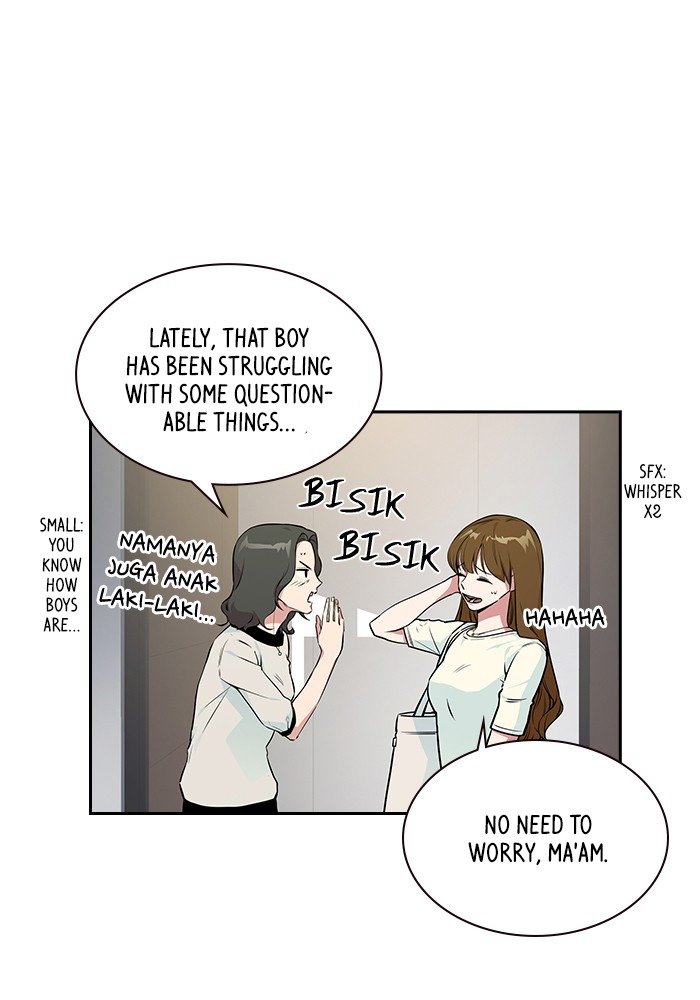 LATELY, THAT BOY
HAS BEEN STRUGGLING
WITH SOME QUESTION-
ABLE THINGS...
SFX:
WHISPER
X2
BISIK
BISIK
SMALL:
YOU
KNOW
HOW
BOYS
ARE...
NAMANYA
JUGA ANAK
LAKI-LAKI...
HAHAHA
NO NEED TO
WORRY, MA'AM.